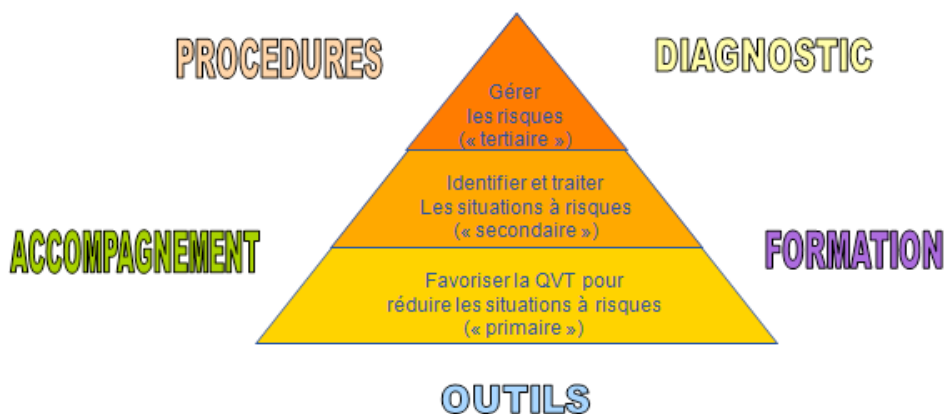 PROCEDURES
DIAGNOSTIC
Gérer
les risques
(« tertiaire »)
Identifier et traiter
Les situations à risques
(« secondaire »)
ACCOMPAGNEMENT
FORMATION
Favoriser la QVT pour
réduire les situations à risques
(« primaire »)
OUTILS